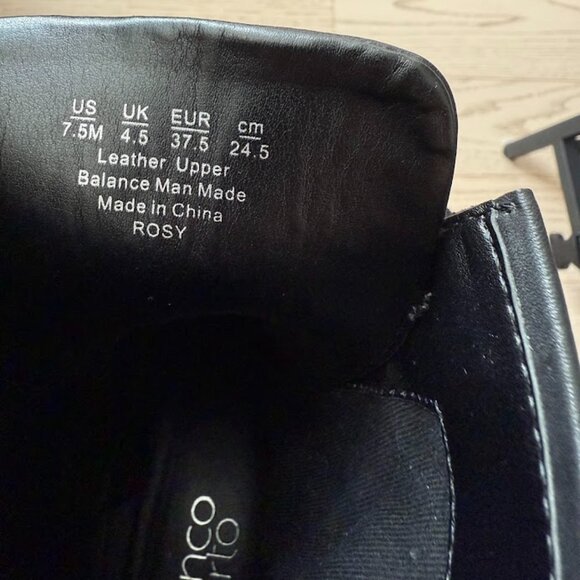 US UK EUR cm
7.5M 4.5 37.5 24.5
Leather Upper
Balance Man Made
Made in China
ROSY